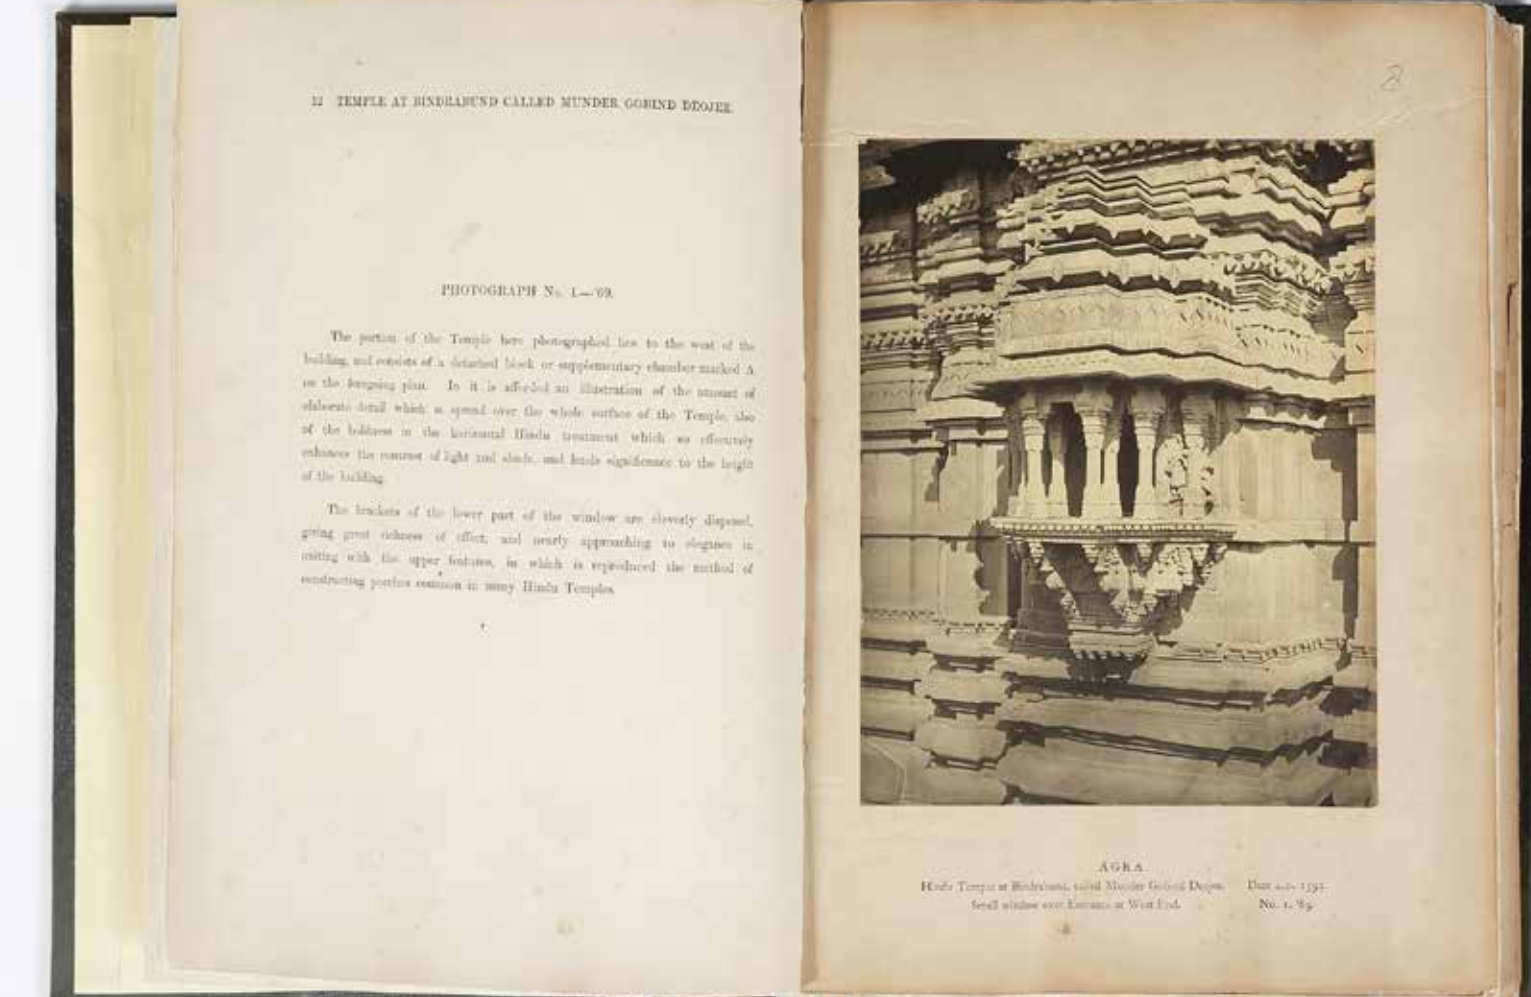 12 TEMPLE AT BINDRABUND CALLED MUNDER GOBIND DEOJEE.
PHOTOGRAPH No. 1.—'69.
The portion of the Temple here photographed lies to the west of the
building, and consists of a detached block or supplementary chamber marked A
on the foregoing plan. In it is afforded an illustration of the amount of
elaborate detail which is spread over the whole surface of the Temple, also
of the boldness in the horizontal Hindu treatment which so effectively
enhances the contrast of light and shade, and lends significance to the height
of the building.
The brackets of the lower part of the window are cleverly disposed,
giving great richness of effect, and nearly approaching to elegance in
uniting with the upper features, in which is reproduced the method of
constructing porches common in many Hindu Temples.
8
AGRA.
Hindu Temple at Bindrabund, called Munder Gobind Deojee. Date A.D. 1591.
Small window over Entrance at West End. No. 1. '69.